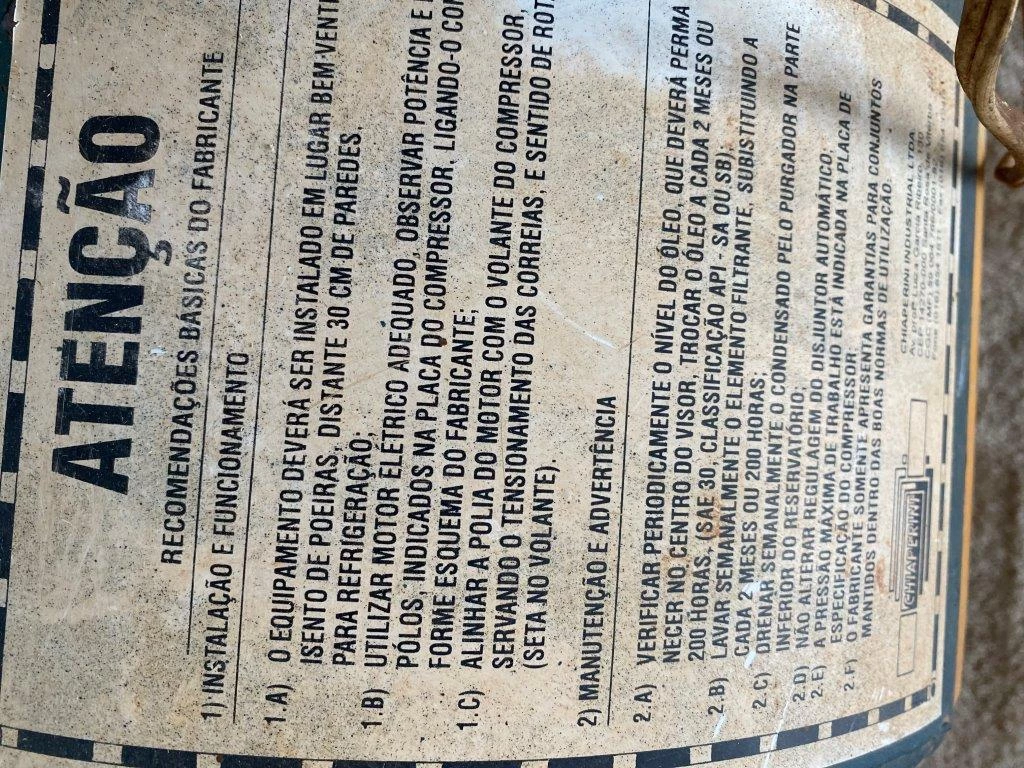 ATENÇÃO
RECOMENDAÇÕES BÁSICAS DO FABRICANTE
1) INSTALAÇÃO E FUNCIONAMENTO
1.A) O EQUIPAMENTO DEVERÁ SER INSTALADO EM LUGAR BEM VENTI
ISENTO DE POEIRAS, DISTANTE 30 CM DE PAREDES
PARA REFRIGERAÇÃO;
1.B) UTILIZAR MOTOR ELÉTRICO ADEQUADO, OBSERVAR POTÊNCIA E
PÓLOS, INDICADOS NA PLACA DO COMPRESSOR, LIGANDO-O CO
FORME ESQUEMA DO FABRICANTE;
1.C) ALINHAR A POLIA DO MOTOR COM O VOLANTE DO COMPRESSOR,
SERVANDO O TENSIONAMENTO DAS CORREIAS, E SENTIDO DE ROT
(SETA NO VOLANTE).
2) MANUTENÇÃO E ADVERTÊNCIA
2.A) VERIFICAR PERIODICAMENTE O NÍVEL DO ÓLEO, QUE DEVERÁ PERMA
NECER NO CENTRO DO VISOR. TROCAR O ÓLEO A CADA 2 MESES OU
200 HORAS, (SAE 30, CLASSIFICAÇÃO API - SA OU SB);
2.B) LAVAR SEMANALMENTE O ELEMENTO FILTRANTE, SUBSTITUINDO A
CADA 2 MESES OU 200 HORAS;
2.C) DRENAR SEMANALMENTE O CONDENSADO PELO PURGADOR NA PARTE
INFERIOR DO RESERVATÓRIO;
2.D) NÃO ALTERAR REGULAGEM DO DISJUNTOR AUTOMÁTICO;
2.E) A PRESSÃO MÁXIMA DE TRABALHO ESTÁ INDICADA NA PLACA DE
ESPECIFICAÇÃO DO COMPRESSOR;
2.F) O FABRICANTE SOMENTE APRESENTA GARANTIAS PARA CONJUNTOS
MANTIDOS DENTRO DAS BOAS NORMAS DE UTILIZAÇÃO.
CHIAPERINI
CHIAPERINI INDUSTRIAL LTDA